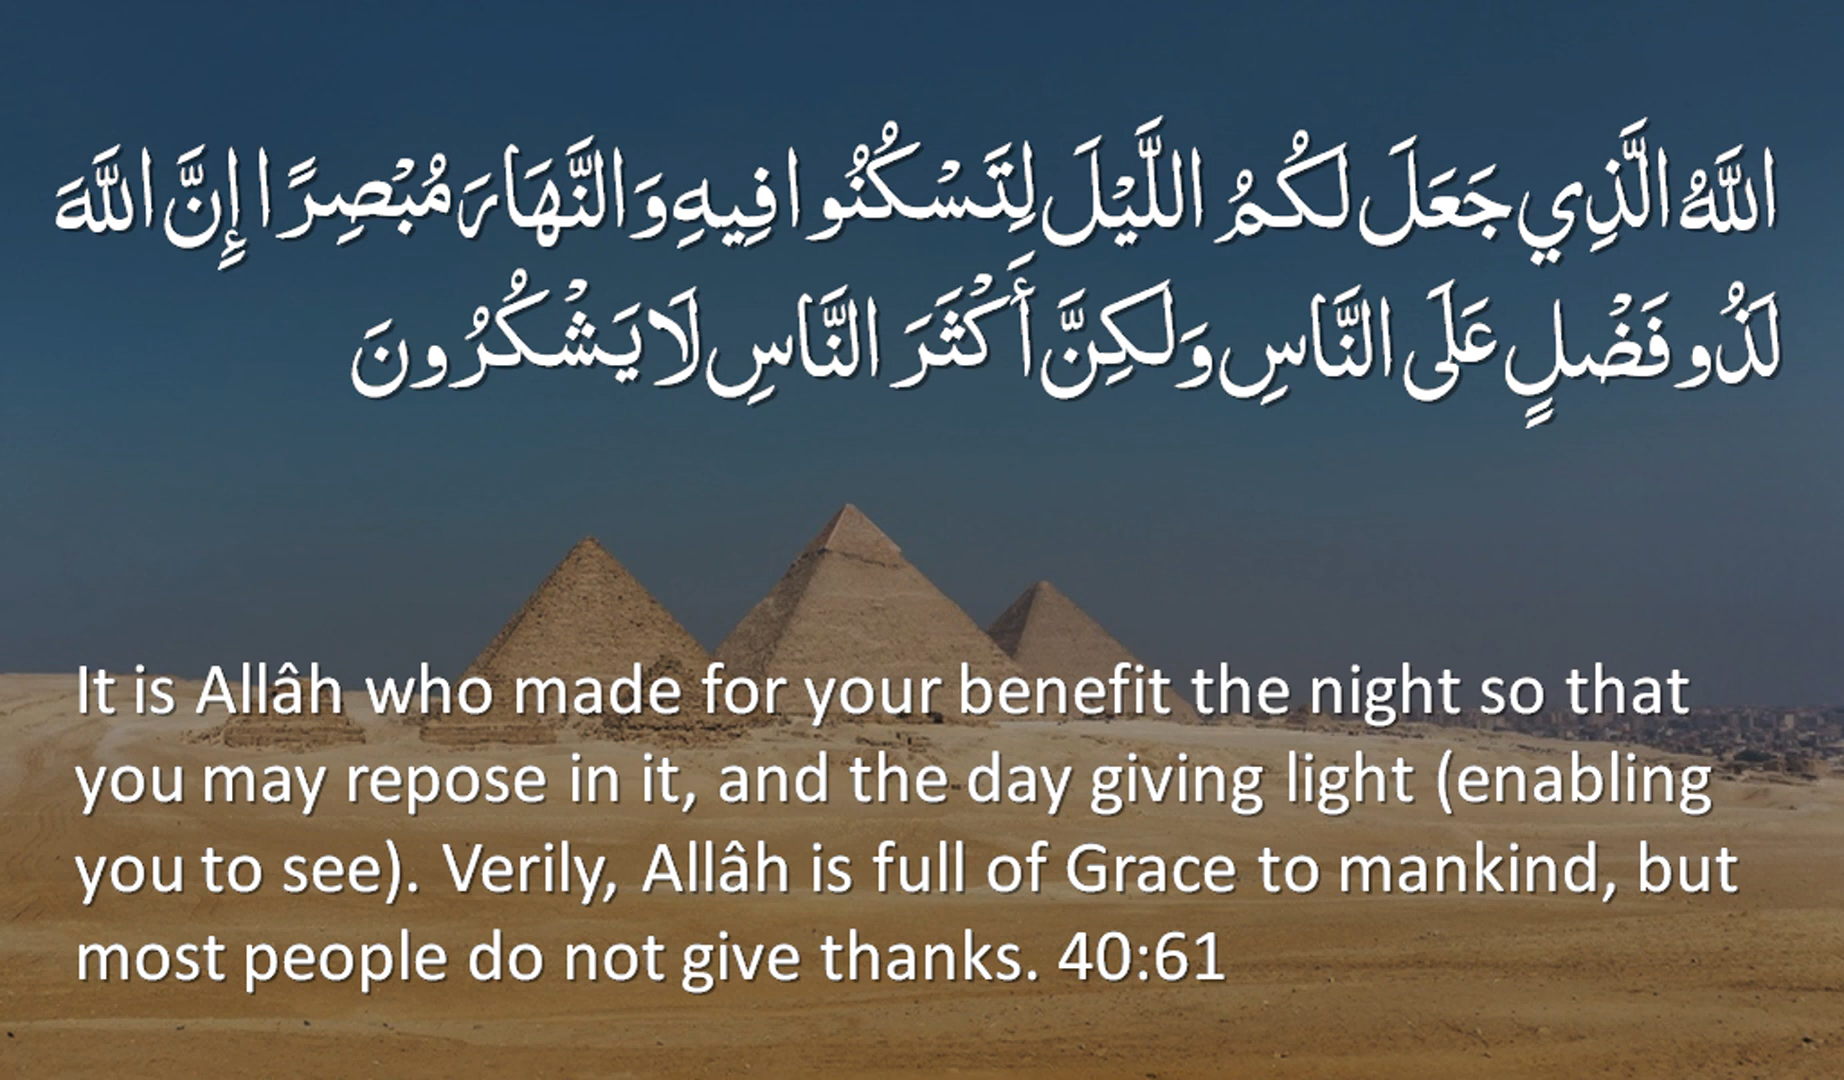 اللَّهُ الَّذِي جَعَلَ لَكُمُ اللَّيْلَ لِتَسْكُنُوا فِيهِ وَالنَّهَارَ مُبْصِرًا إِنَّ اللَّهَ
لَذُو فَضْلٍ عَلَى النَّاسِ وَلَكِنَّ أَكْثَرَ النَّاسِ لَا يَشْكُرُونَ
It is Allâh who made for your benefit the night so that
you may repose in it, and the day giving light (enabling
you to see). Verily, Allâh is full of Grace to mankind, but
most people do not give thanks. 40:61